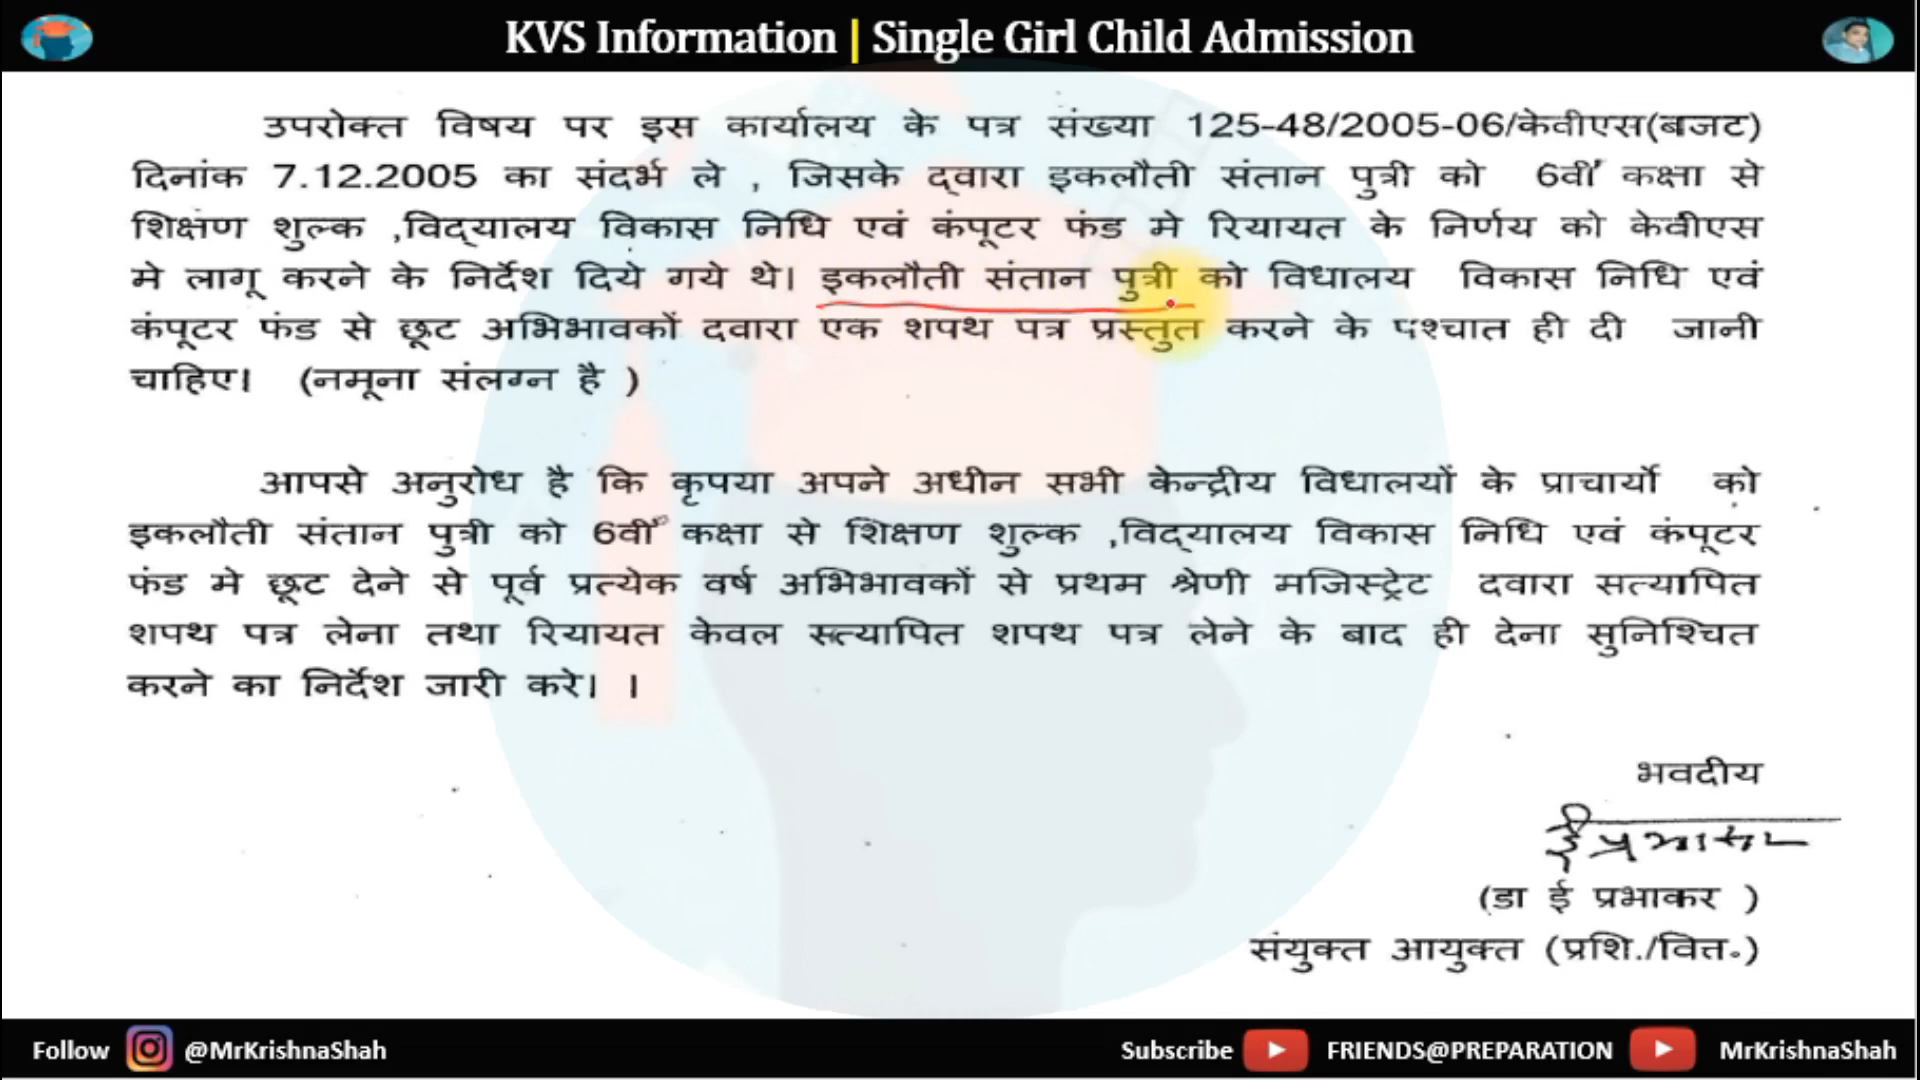 KVS Information | Single Girl Child Admission
उपरोक्त विषय पर इस कार्यालय के पत्र संख्या 125-48/2005-06/केवीएस(बजट)
दिनांक 7.12.2005 का संदर्भ ले , जिसके द्वारा इकलौती संतान पुत्री को 6वीं कक्षा से
शिक्षण शुल्क ,विद्यालय विकास निधि एवं कंपूटर फंड मे रियायत के निर्णय को केवीएस
मे लागू करने के निर्देश दिये गये थे। इकलौती संतान पुत्री को विधालय विकास निधि एवं
कंपूटर फंड से छूट अभिभावकों दवारा एक शपथ पत्र प्रस्तुत करने के पश्चात ही दी जानी
चाहिए। (नमूना संलग्न है )
आपसे अनुरोध है कि कृपया अपने अधीन सभी केन्द्रीय विधालयों के प्राचार्यो को
इकलौती संतान पुत्री को 6वीं कक्षा से शिक्षण शुल्क ,विद्यालय विकास निधि एवं कंपूटर
फंड मे छूट देने से पूर्व प्रत्येक वर्ष अभिभावकों से प्रथम श्रेणी मजिस्ट्रेट दवारा सत्यापित
शपथ पत्र लेना तथा रियायत केवल सत्यापित शपथ पत्र लेने के बाद ही देना सुनिश्चित
करने का निर्देश जारी करे। ।
भवदीय
ई प्रभाकर
(डा ई प्रभाकर )
संयुक्त आयुक्त (प्रशि./वित्त॰)
Follow @MrKrishnaShah Subscribe FRIENDS@PREPARATION MrKrishnaShah